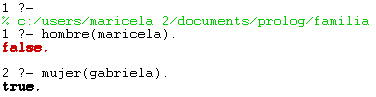 1 ?-
% c:/users/maricela 2/documents/prolog/familia
1 ?- hombre(maricela).
false.
2 ?- mujer(gabriela).
true.